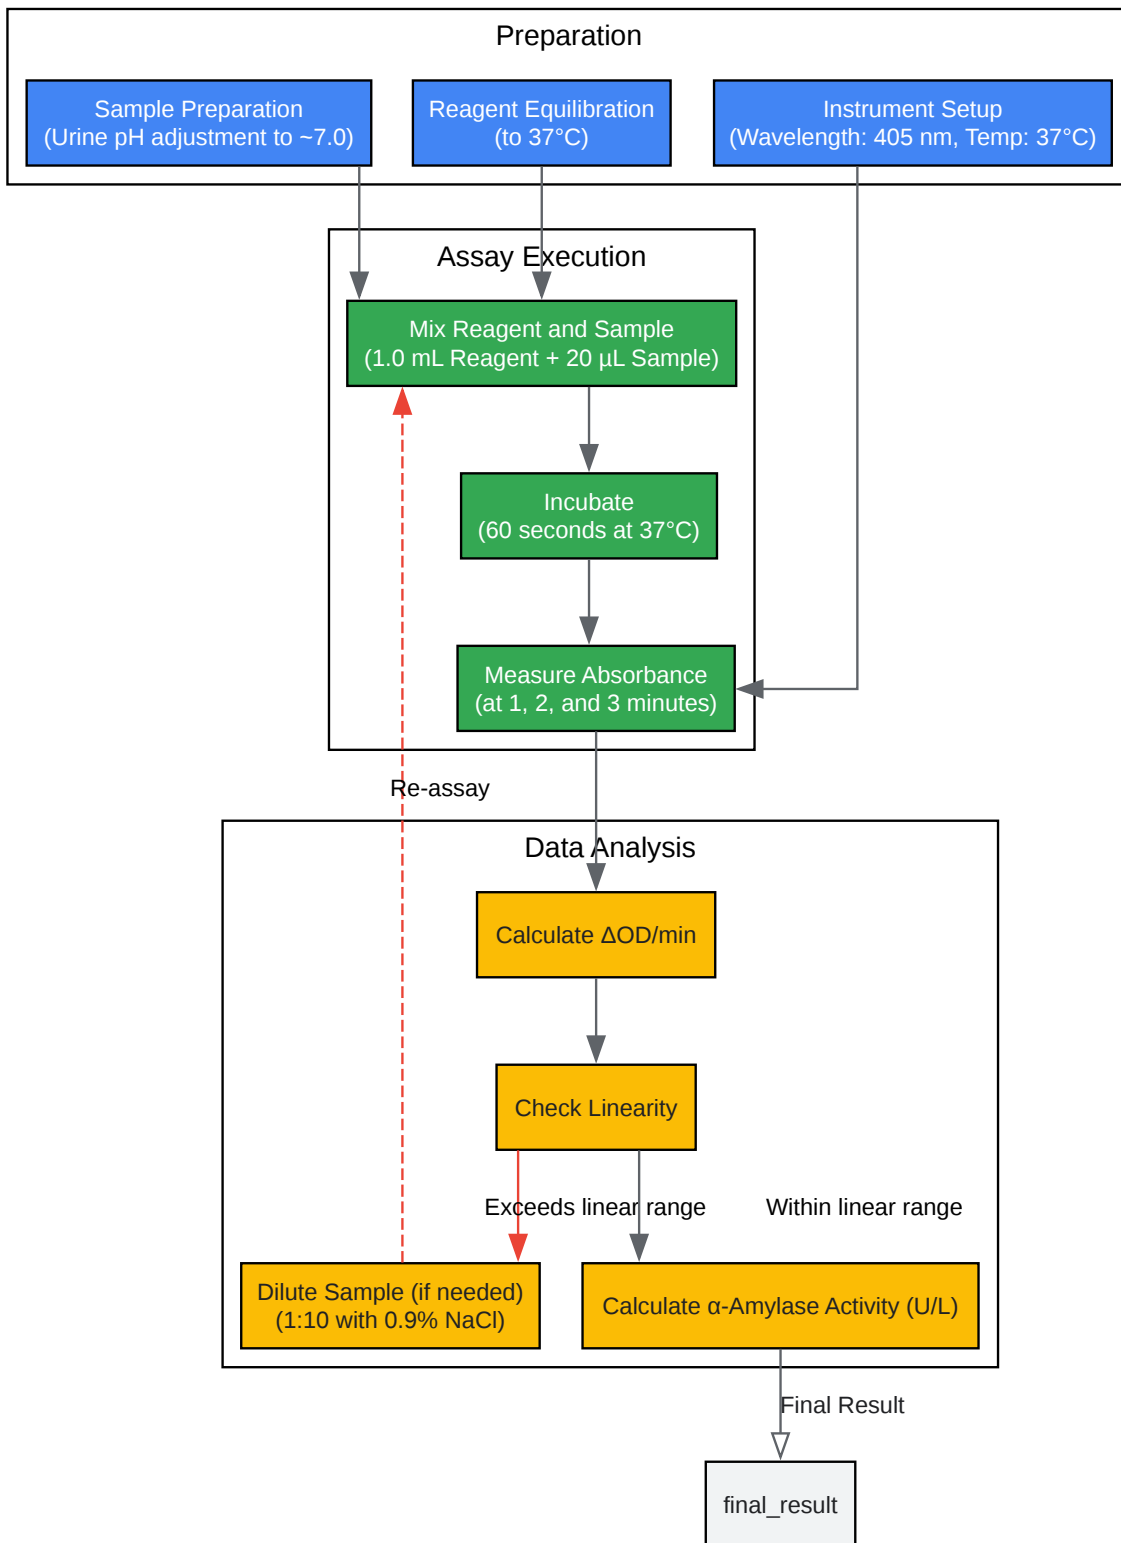 Preparation
Sample Preparation
(Urine pH adjustment to ~7.0)
Reagent Equilibration
(to 37°C)
Instrument Setup
(Wavelength: 405 nm, Temp: 37°C)
Assay Execution
Mix Reagent and Sample
(1.0 mL Reagent + 20 µL Sample)
Incubate
(60 seconds at 37°C)
Measure Absorbance
(at 1, 2, and 3 minutes)
Re-assay
Data Analysis
Calculate ΔOD/min
Check Linearity
Exceeds linear range
Within linear range
Dilute Sample (if needed)
(1:10 with 0.9% NaCl)
Calculate α-Amylase Activity (U/L)
Final Result
final_result